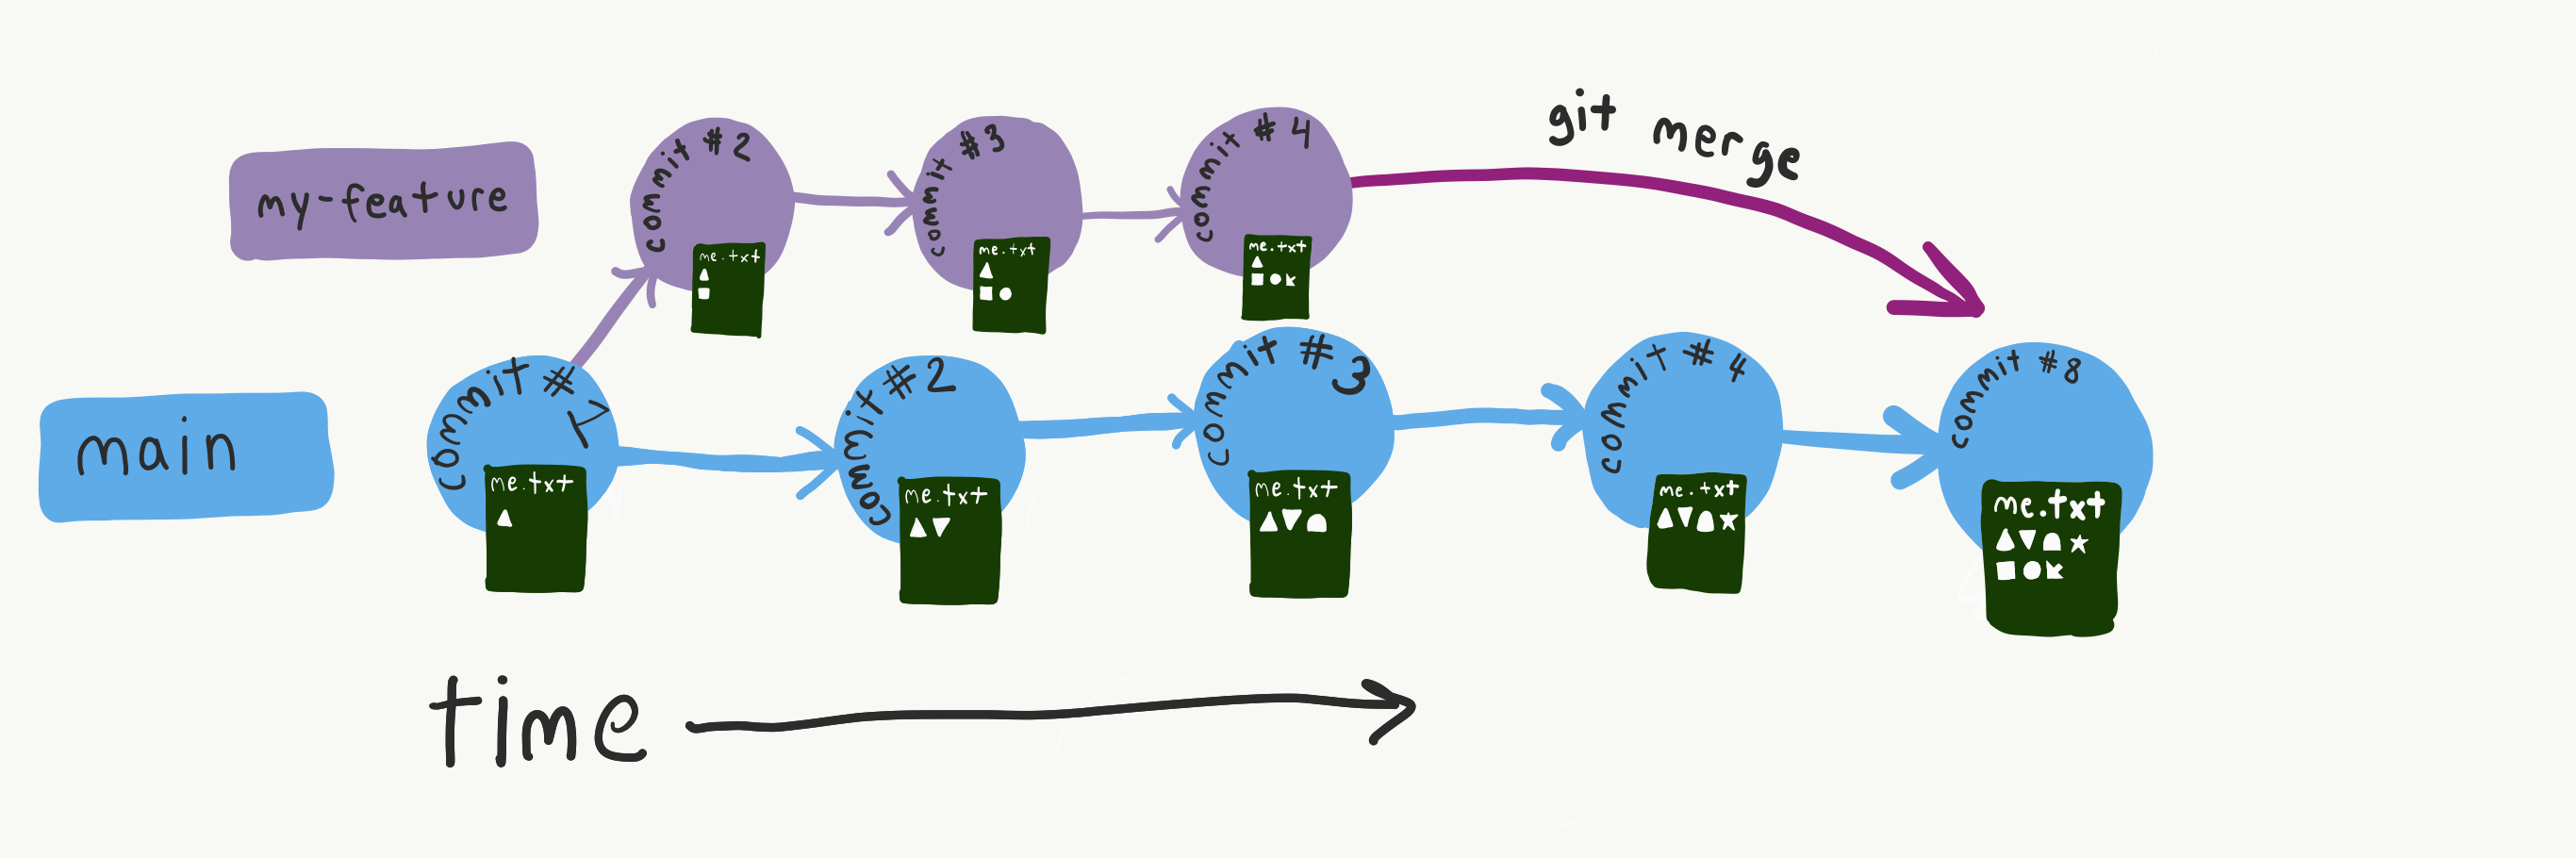 git merge
my-feature
commit #2
me.txt
commit #3
me.txt
commit #4
me.txt
main
commit #1
me.txt
commit #2
me.txt
commit #3
me.txt
commit #4
me.txt
commit #8
me.txt
time